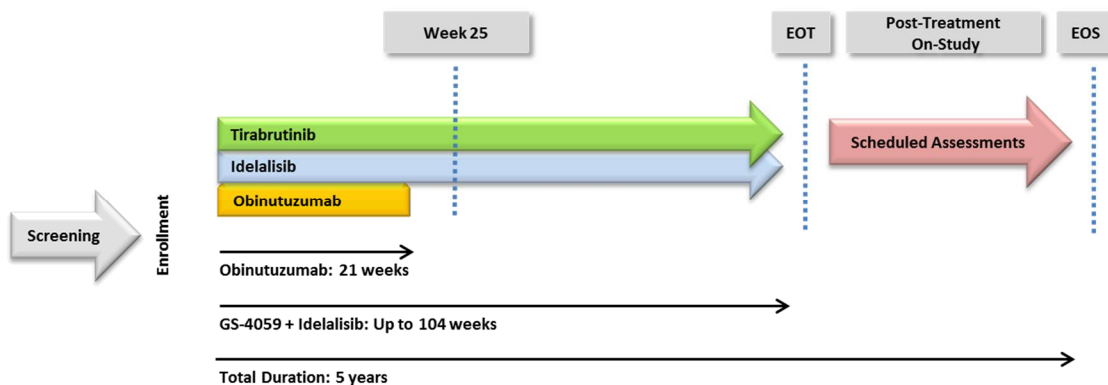 Week 25
EOT
Post-Treatment
On-Study
EOS
Tirabrutinib
Idelalisib
Obinutuzumab
Scheduled Assessments
Screening
Enrollment
Obinutuzumab: 21 weeks
GS-4059 + Idelalisib: Up to 104 weeks
Total Duration: 5 years